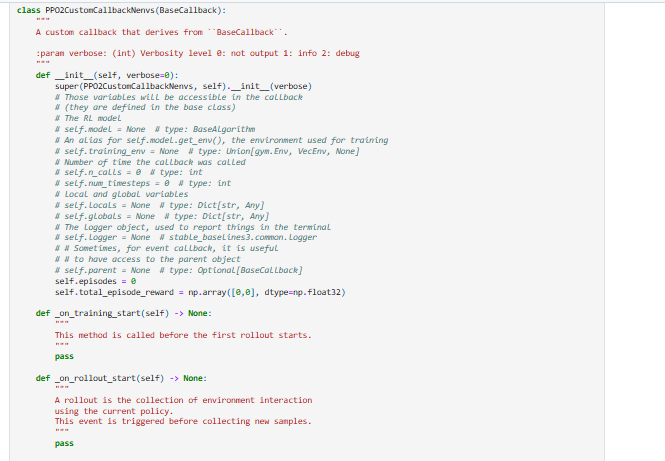 class PPO2CustomCallbackNenvs(BaseCallback):
"""
A custom callback that derives from ``BaseCallback``.
:param verbose: (int) Verbosity level 0: not output 1: info 2: debug
"""
def __init__(self, verbose=0):
super(PPO2CustomCallbackNenvs, self).__init__(verbose)
# Those variables will be accessible in the callback
# (they are defined in the base class)
# The RL model
# self.model = None  # type: BaseAlgorithm
# An alias for self.model.get_env(), the environment used for training
# self.training_env = None  # type: Union[gym.Env, VecEnv, None]
# Number of time the callback was called
# self.n_calls = 0  # type: int
# self.num_timesteps = 0  # type: int
# local and global variables
# self.locals = None  # type: Dict[str, Any]
# self.globals = None  # type: Dict[str, Any]
# The logger object, used to report things in the terminal
# self.logger = None  # stable_baselines3.common.logger
# # Sometimes, for event callback, it is useful
# # to have access to the parent object
# self.parent = None  # type: Optional[BaseCallback]
self.episodes = 0
self.total_episode_reward = np.array([0,0], dtype=np.float32)
def _on_training_start(self) -> None:
"""
This method is called before the first rollout starts.
"""
pass
def _on_rollout_start(self) -> None:
"""
A rollout is the collection of environment interaction
using the current policy.
This event is triggered before collecting new samples.
"""
pass